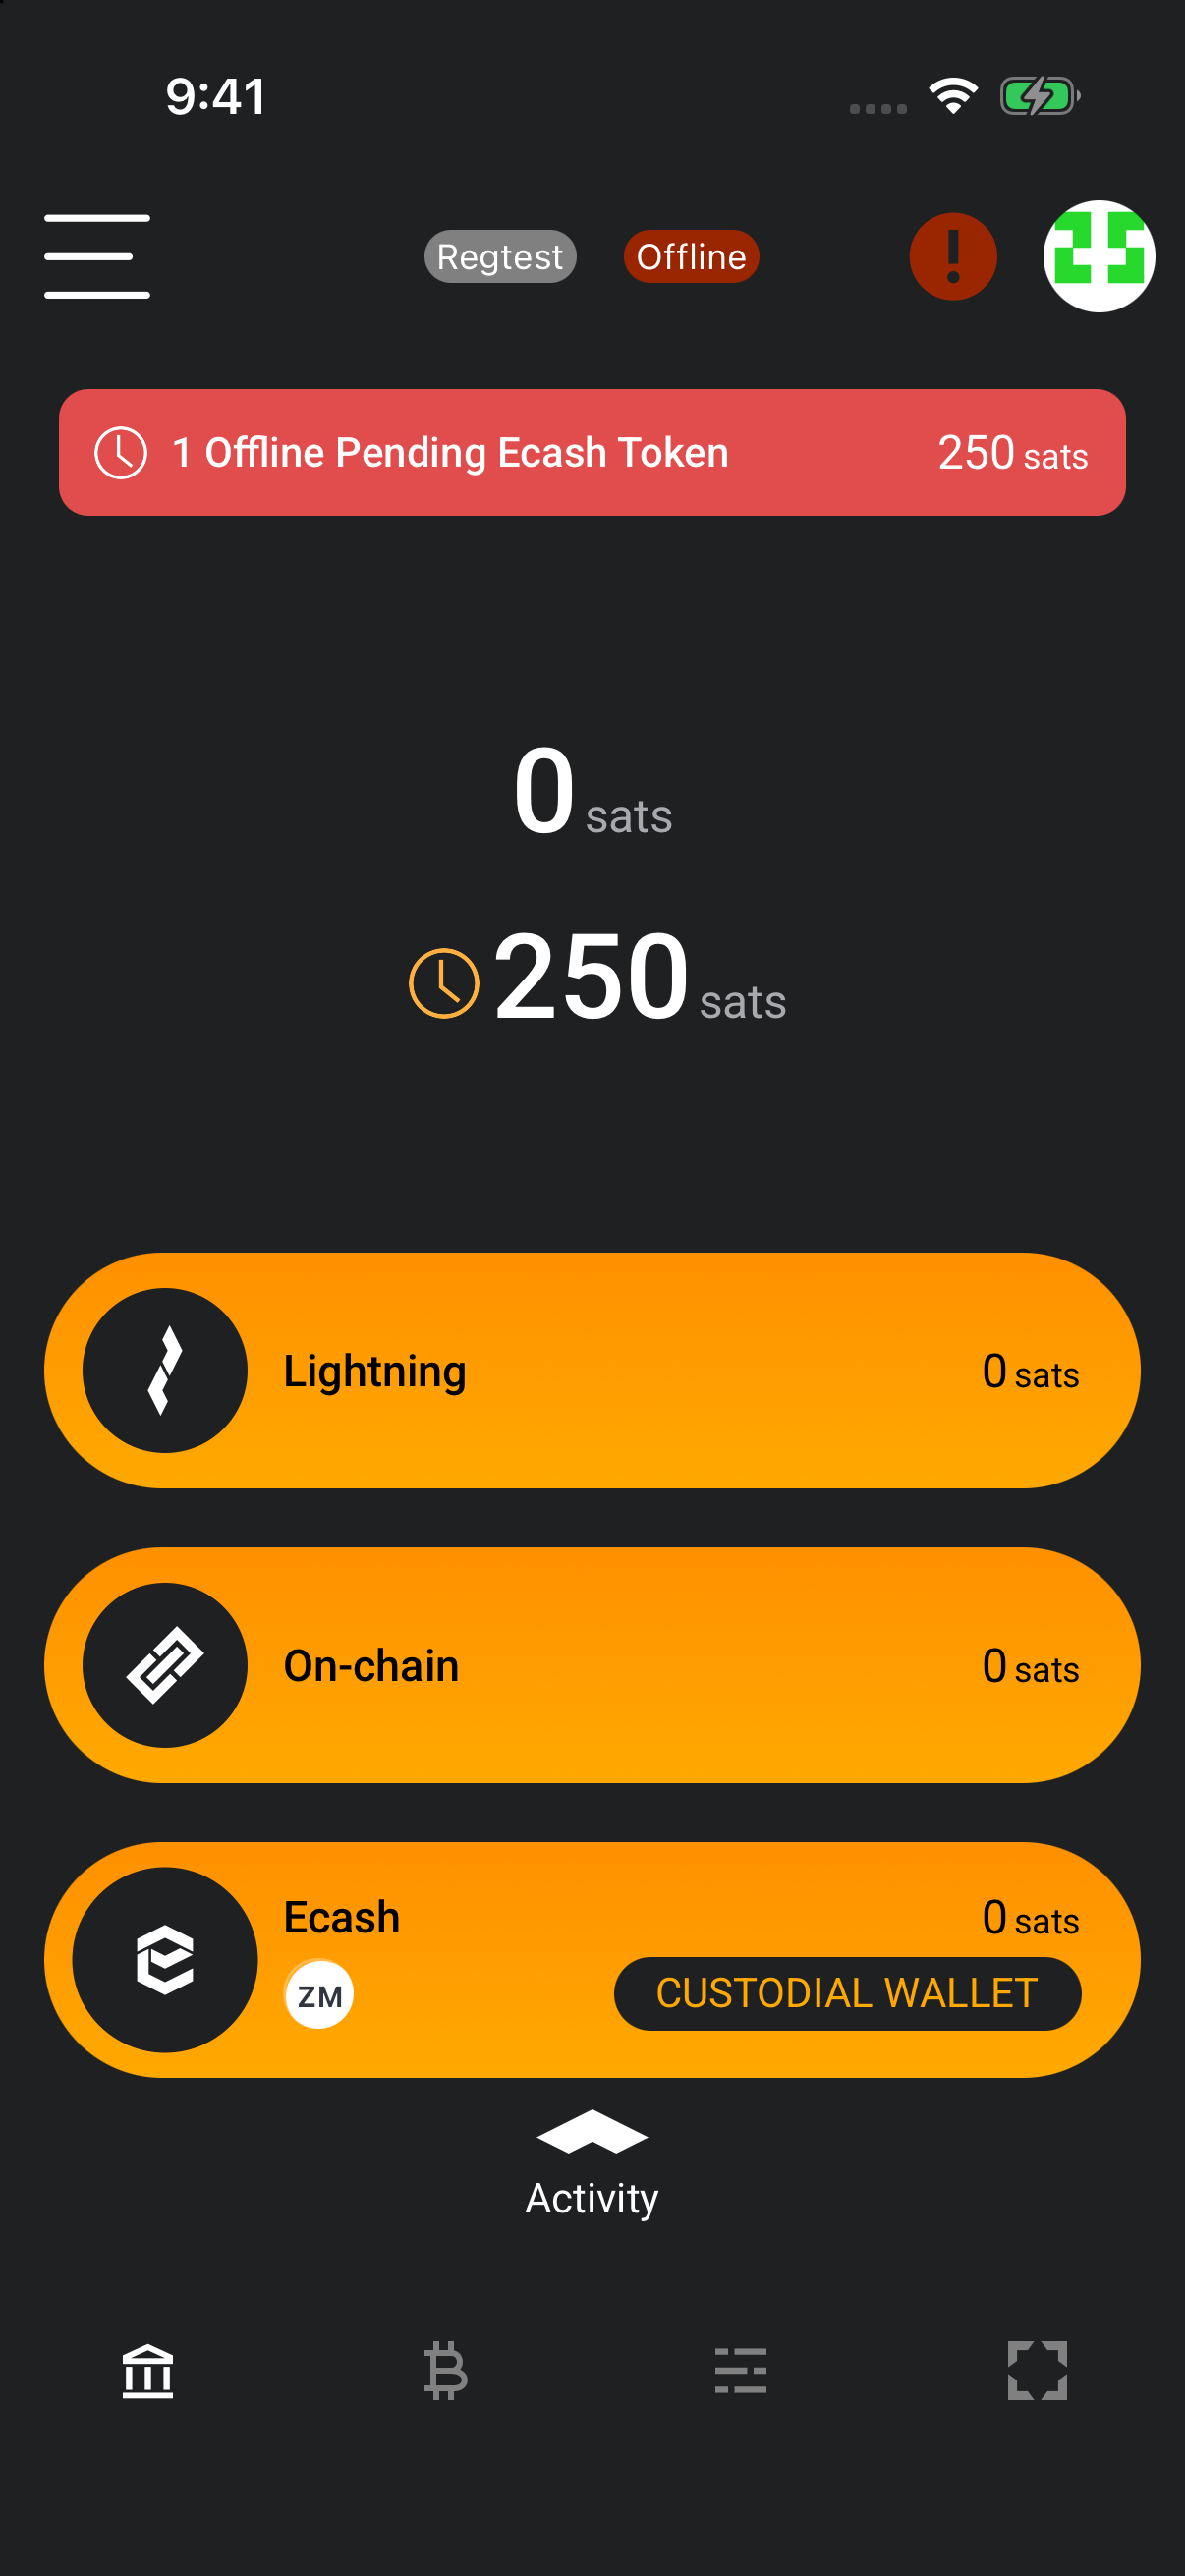 9:41
Regtest Offline
1 Offline Pending Ecash Token 250 sats
0 sats
250 sats
Lightning 0 sats
On-chain 0 sats
Ecash 0 sats
ZM CUSTODIAL WALLET
Activity